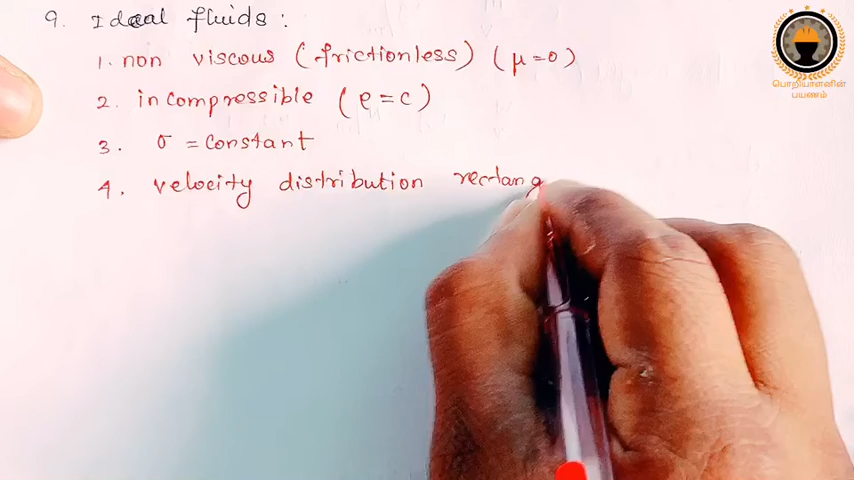 9. Ideal fluids :
1. non viscous (frictionless) (μ=0)
2. incompressible (ρ=c)
3. σ = constant
4. velocity distribution rectang
பொறியாளனின்
பயணம்